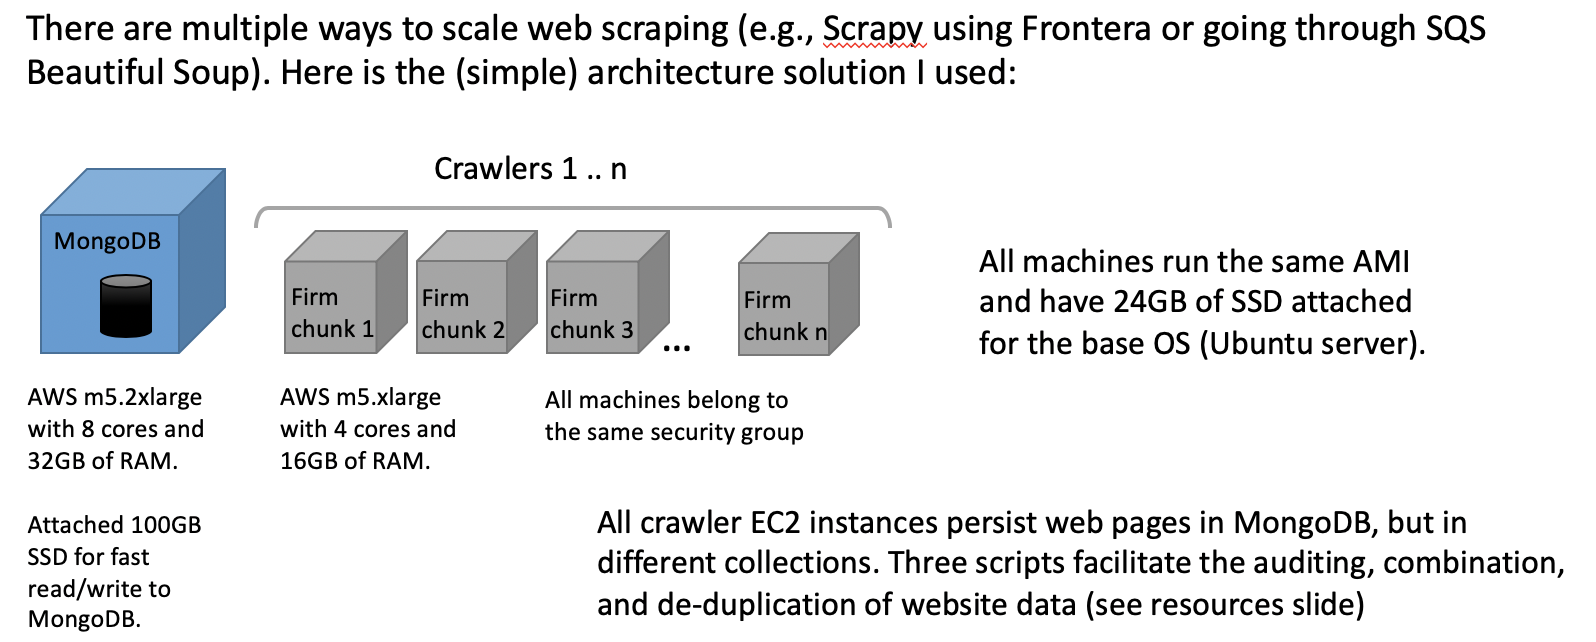 There are multiple ways to scale web scraping (e.g., Scrapy using Frontera or going through SQS
Beautiful Soup). Here is the (simple) architecture solution I used:
Crawlers 1 .. n
MongoDB
Firm
chunk 1
Firm
chunk 2
Firm
chunk 3
...
Firm
chunk n
All machines run the same AMI
and have 24GB of SSD attached
for the base OS (Ubuntu server).
AWS m5.2xlarge
with 8 cores and
32GB of RAM.
AWS m5.xlarge
with 4 cores and
16GB of RAM.
All machines belong to
the same security group
Attached 100GB
SSD for fast
read/write to
MongoDB.
All crawler EC2 instances persist web pages in MongoDB, but in
different collections. Three scripts facilitate the auditing, combination,
and de-duplication of website data (see resources slide)